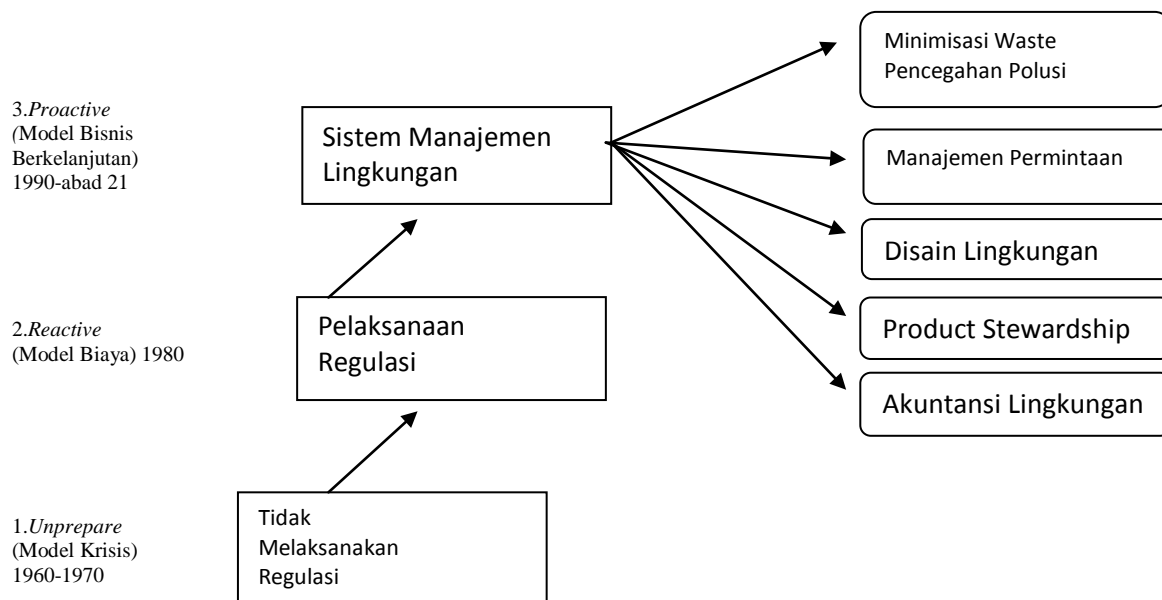 3.Proactive
(Model Bisnis
Berkelanjutan)
1990-abad 21
Sistem Manajemen
Lingkungan
Minimisasi Waste
Pencegahan Polusi
Manajemen Permintaan
Disain Lingkungan
Product Stewardship
Akuntansi Lingkungan
2.Reactive
(Model Biaya) 1980
Pelaksanaan
Regulasi
1.Unprepare
(Model Krisis)
1960-1970
Tidak
Melaksanakan
Regulasi